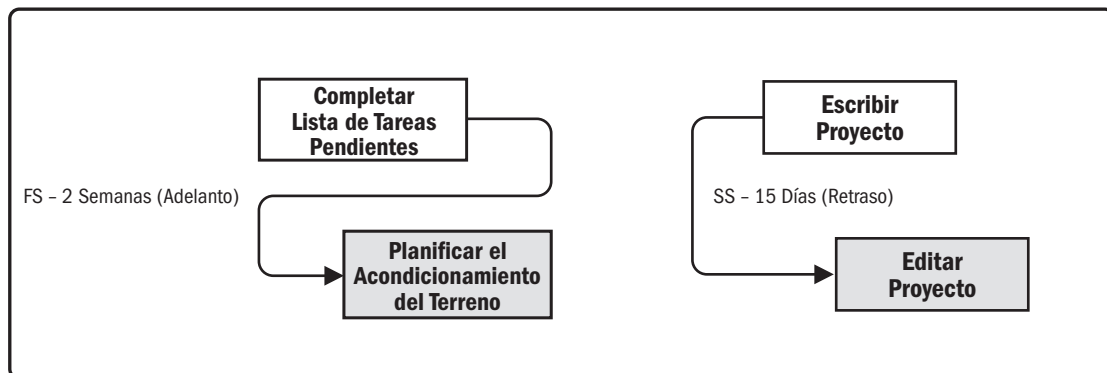 Completar
Lista de Tareas
Pendientes
FS – 2 Semanas (Adelanto)
Planificar el
Acondicionamiento
del Terreno
Escribir
Proyecto
SS – 15 Días (Retraso)
Editar
Proyecto